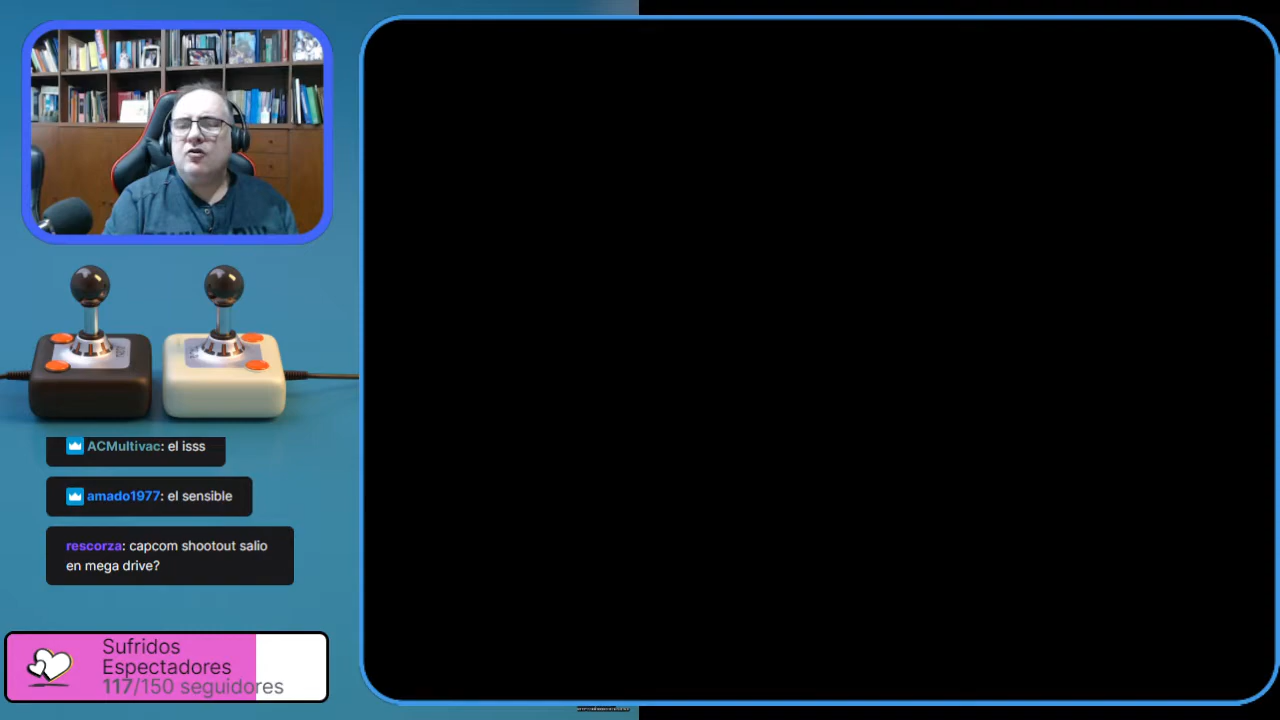 ACMultivac: el isss
amado1977: el sensible
rescorza: capcom shootout salio
en mega drive?
Sufridos
Espectadores
117/150 seguidores